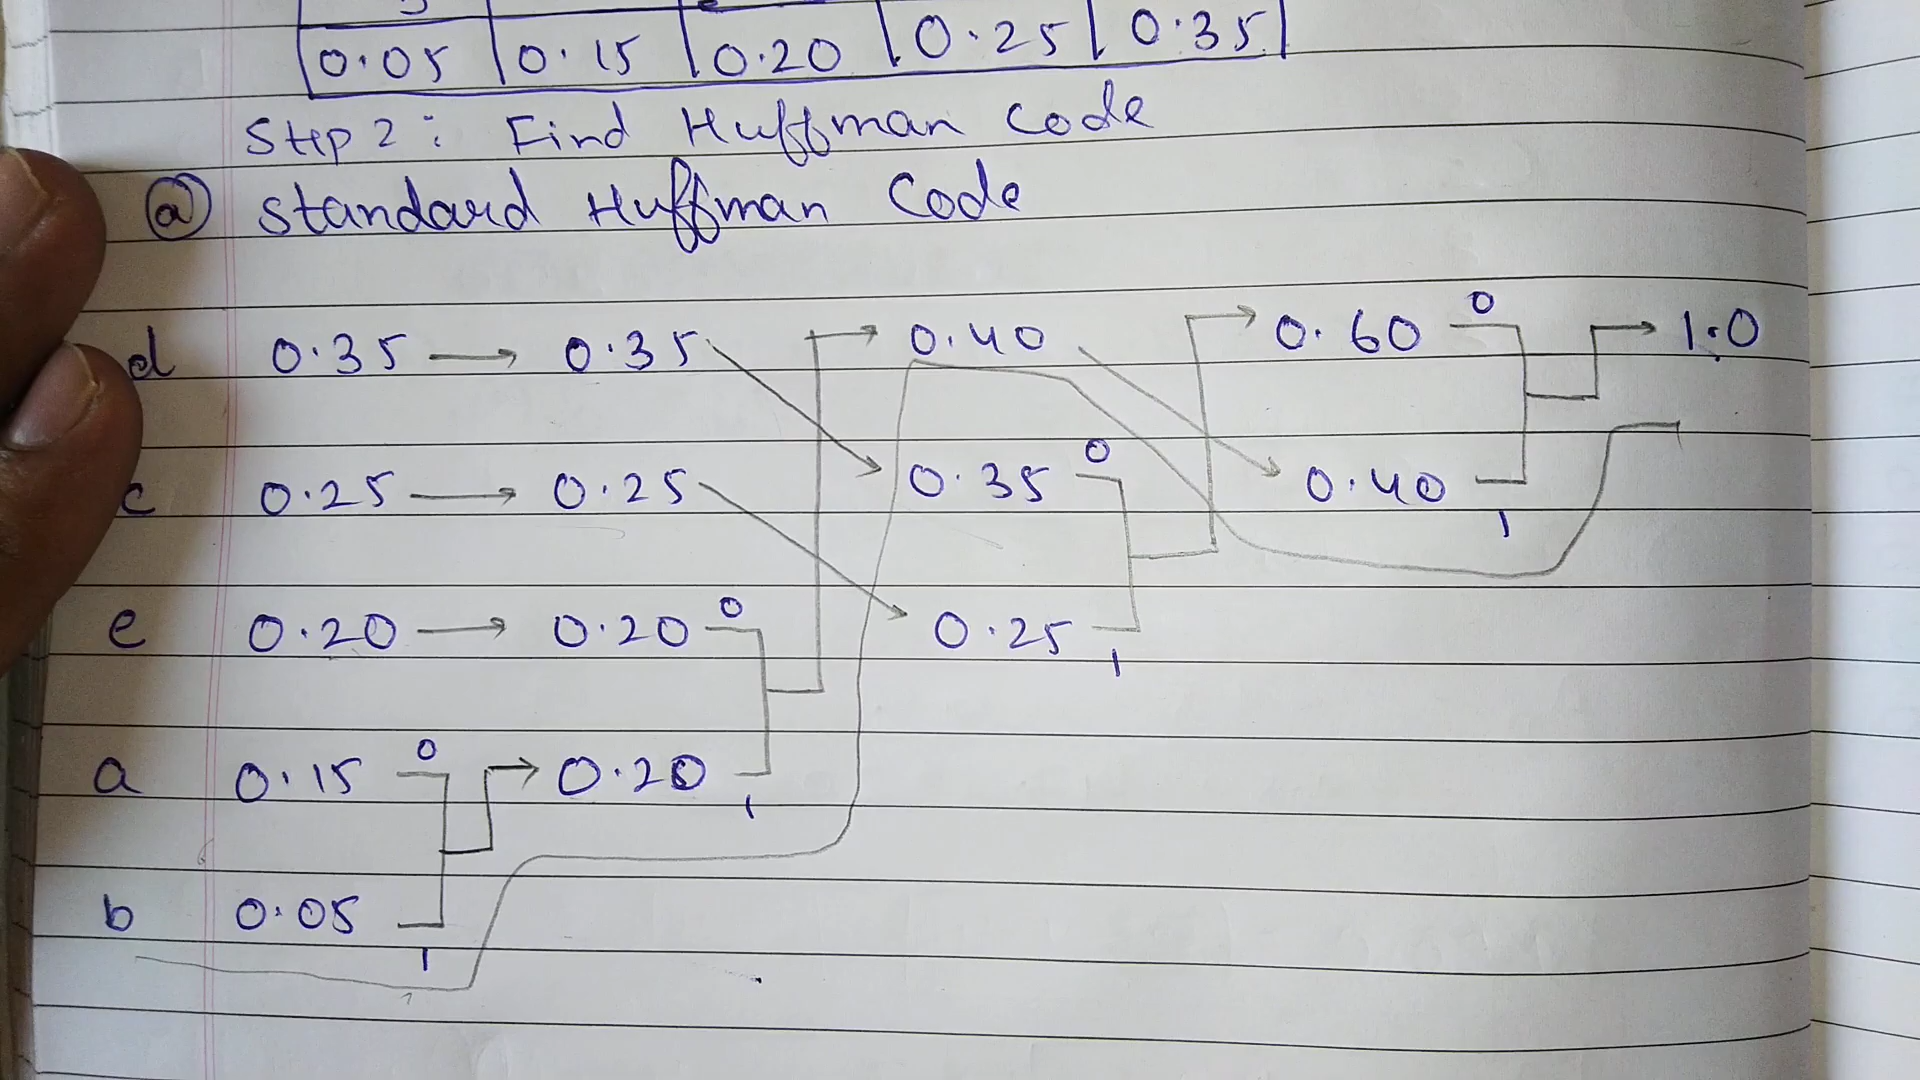 0.05 0.15 0.20 0.25 0.35
Step 2: Find Huffman Code
(a) Standard Huffman Code
d 0.35 → 0.35 0.40 0.60 0 1.0
c 0.25 → 0.25 0.35 0 0.40 1
e 0.20 → 0.20 0 0.25 1
a 0.15 0 0.20 1
b 0.05 1